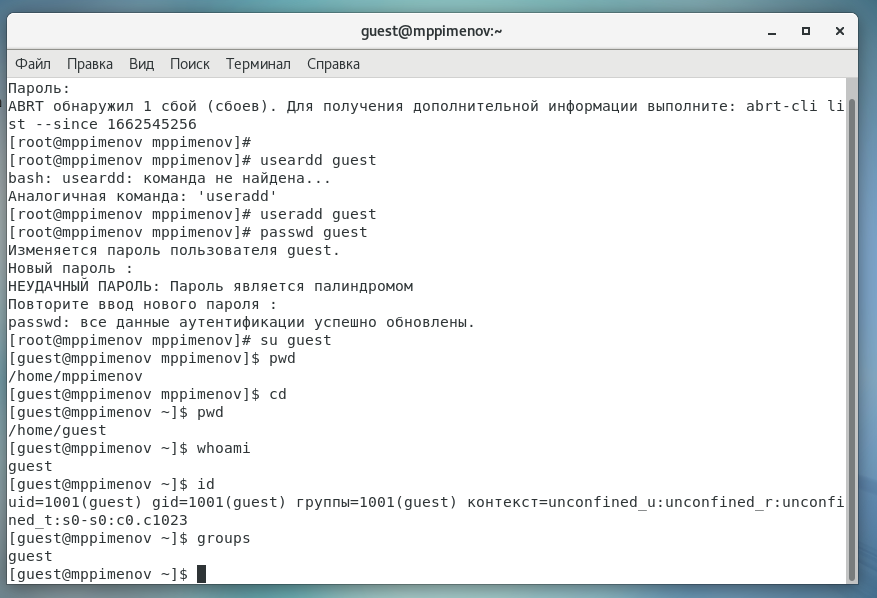 guest@mppimenov:~
Файл Правка Вид Поиск Терминал Справка
Пароль:
ABRT обнаружил 1 сбой (сбоев). Для получения дополнительной информации выполните: abrt-cli li
st --since 1662545256
[root@mppimenov mppimenov]#
[root@mppimenov mppimenov]# useardd guest
bash: useardd: команда не найдена...
Аналогичная команда: 'useradd'
[root@mppimenov mppimenov]# useradd guest
[root@mppimenov mppimenov]# passwd guest
Изменяется пароль пользователя guest.
Новый пароль :
НЕУДАЧНЫЙ ПАРОЛЬ: Пароль является палиндромом
Повторите ввод нового пароля :
passwd: все данные аутентификации успешно обновлены.
[root@mppimenov mppimenov]# su guest
[guest@mppimenov mppimenov]$ pwd
/home/mppimenov
[guest@mppimenov mppimenov]$ cd
[guest@mppimenov ~]$ pwd
/home/guest
[guest@mppimenov ~]$ whoami
guest
[guest@mppimenov ~]$ id
uid=1001(guest) gid=1001(guest) группы=1001(guest) контекст=unconfined_u:unconfined_r:unconfi
ned_t:s0-s0:c0.c1023
[guest@mppimenov ~]$ groups
guest
[guest@mppimenov ~]$